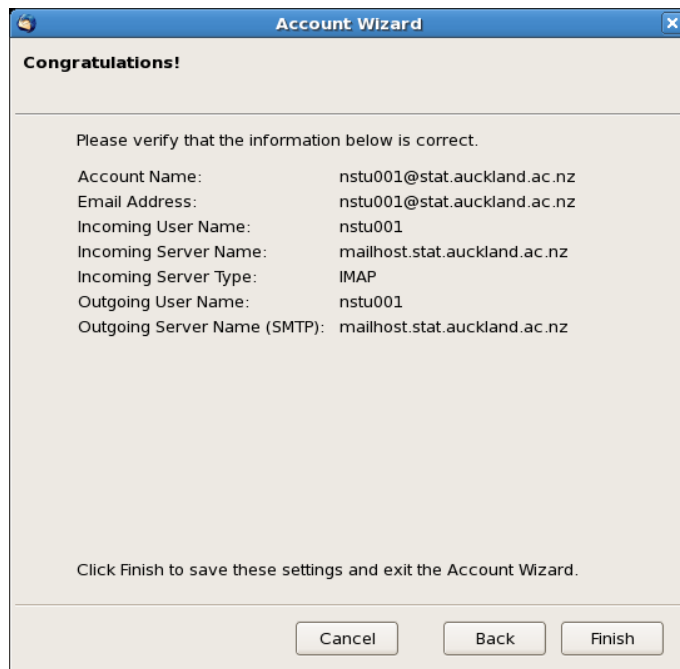 Account Wizard
Congratulations!
Please verify that the information below is correct.
Account Name: nstu001@stat.auckland.ac.nz
Email Address: nstu001@stat.auckland.ac.nz
Incoming User Name: nstu001
Incoming Server Name: mailhost.stat.auckland.ac.nz
Incoming Server Type: IMAP
Outgoing User Name: nstu001
Outgoing Server Name (SMTP): mailhost.stat.auckland.ac.nz
Click Finish to save these settings and exit the Account Wizard.
Cancel Back Finish